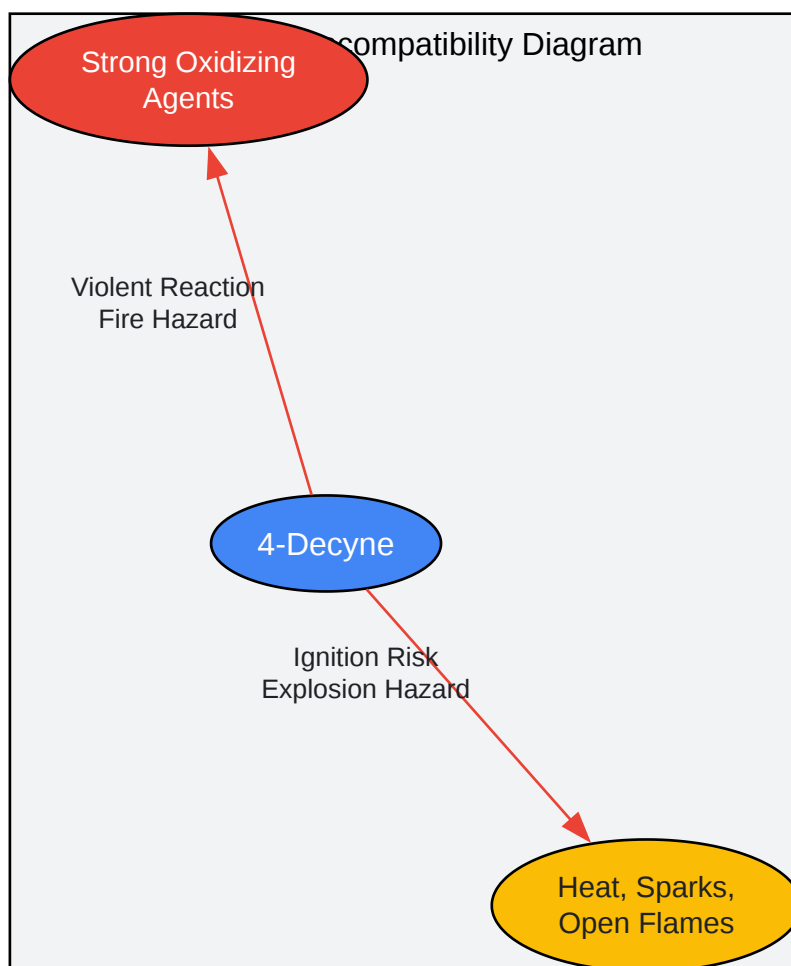 compatibility Diagram
Strong Oxidizing
Agents
Violent Reaction
Fire Hazard
4-Decyne
Ignition Risk
Explosion Hazard
Heat, Sparks,
Open Flames